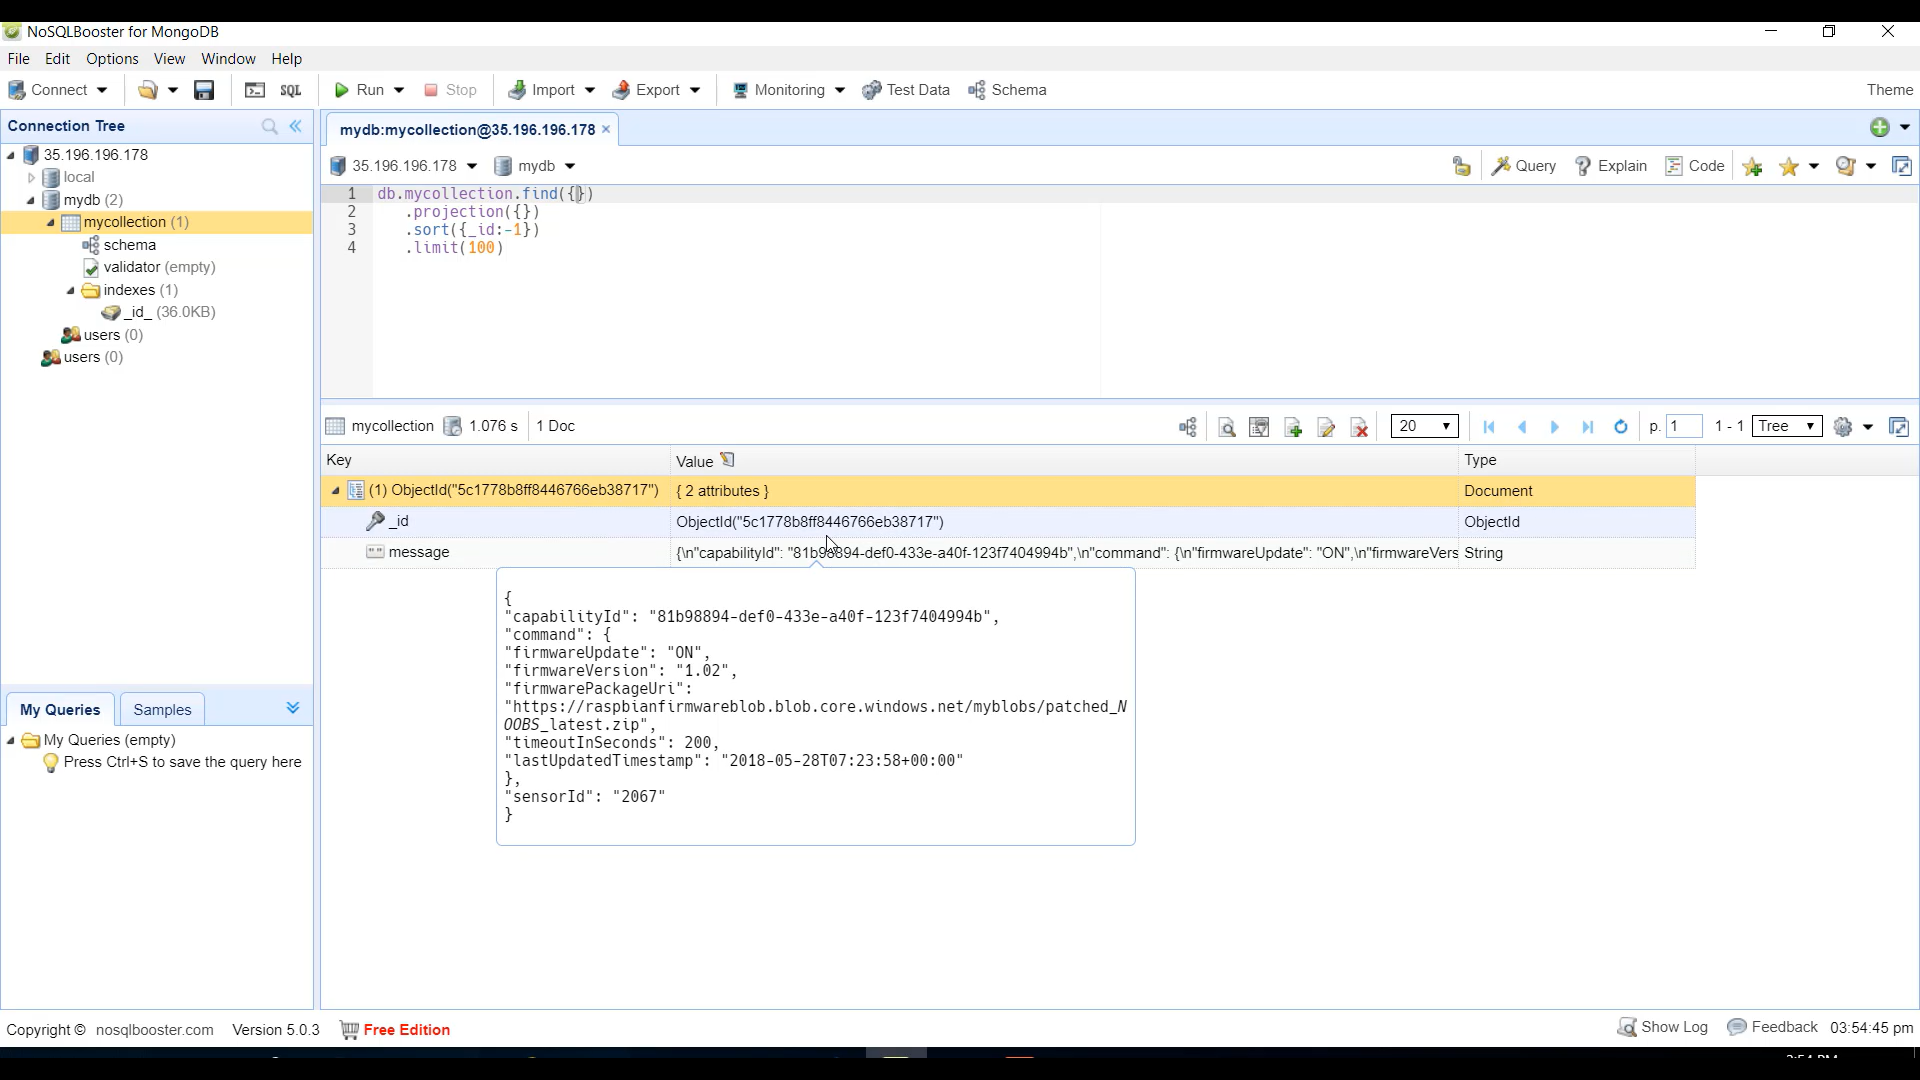 NoSQLBooster for MongoDB
File Edit Options View Window Help
Connect SQL Run Stop Import Export Monitoring Test Data Schema Theme
Connection Tree
35.196.196.178
local
mydb (2)
mycollection (1)
schema
validator (empty)
indexes (1)
_id_ (36.0KB)
users (0)
users (0)
mydb:mycollection@35.196.196.178
35.196.196.178 mydb Query Explain Code
1 db.mycollection.find({})
2 .projection({})
3 .sort({_id:-1})
4 .limit(100)
mycollection 1.076 s 1 Doc 20 p. 1 1 - 1 Tree
Key Value Type
(1) ObjectId("5c1778b8ff8446766eb38717") { 2 attributes } Document
_id ObjectId("5c1778b8ff8446766eb38717") ObjectId
message {\n"capabilityId": "81b98894-def0-433e-a40f-123f7404994b",\n"command": {\n"firmwareUpdate": "ON",\n"firmwareVers String
{
"capabilityId": "81b98894-def0-433e-a40f-123f7404994b",
"command": {
"firmwareUpdate": "ON",
"firmwareVersion": "1.02",
"firmwarePackageUri":
"https://raspbianfirmwareblob.blob.core.windows.net/myblobs/patched_N
OOBS_latest.zip",
"timeoutInSeconds": 200,
"lastUpdatedTimestamp": "2018-05-28T07:23:58+00:00"
},
"sensorId": "2067"
}
My Queries Samples
My Queries (empty)
Press Ctrl+S to save the query here
Copyright © nosqlbooster.com Version 5.0.3 Free Edition Show Log Feedback 03:54:45 pm